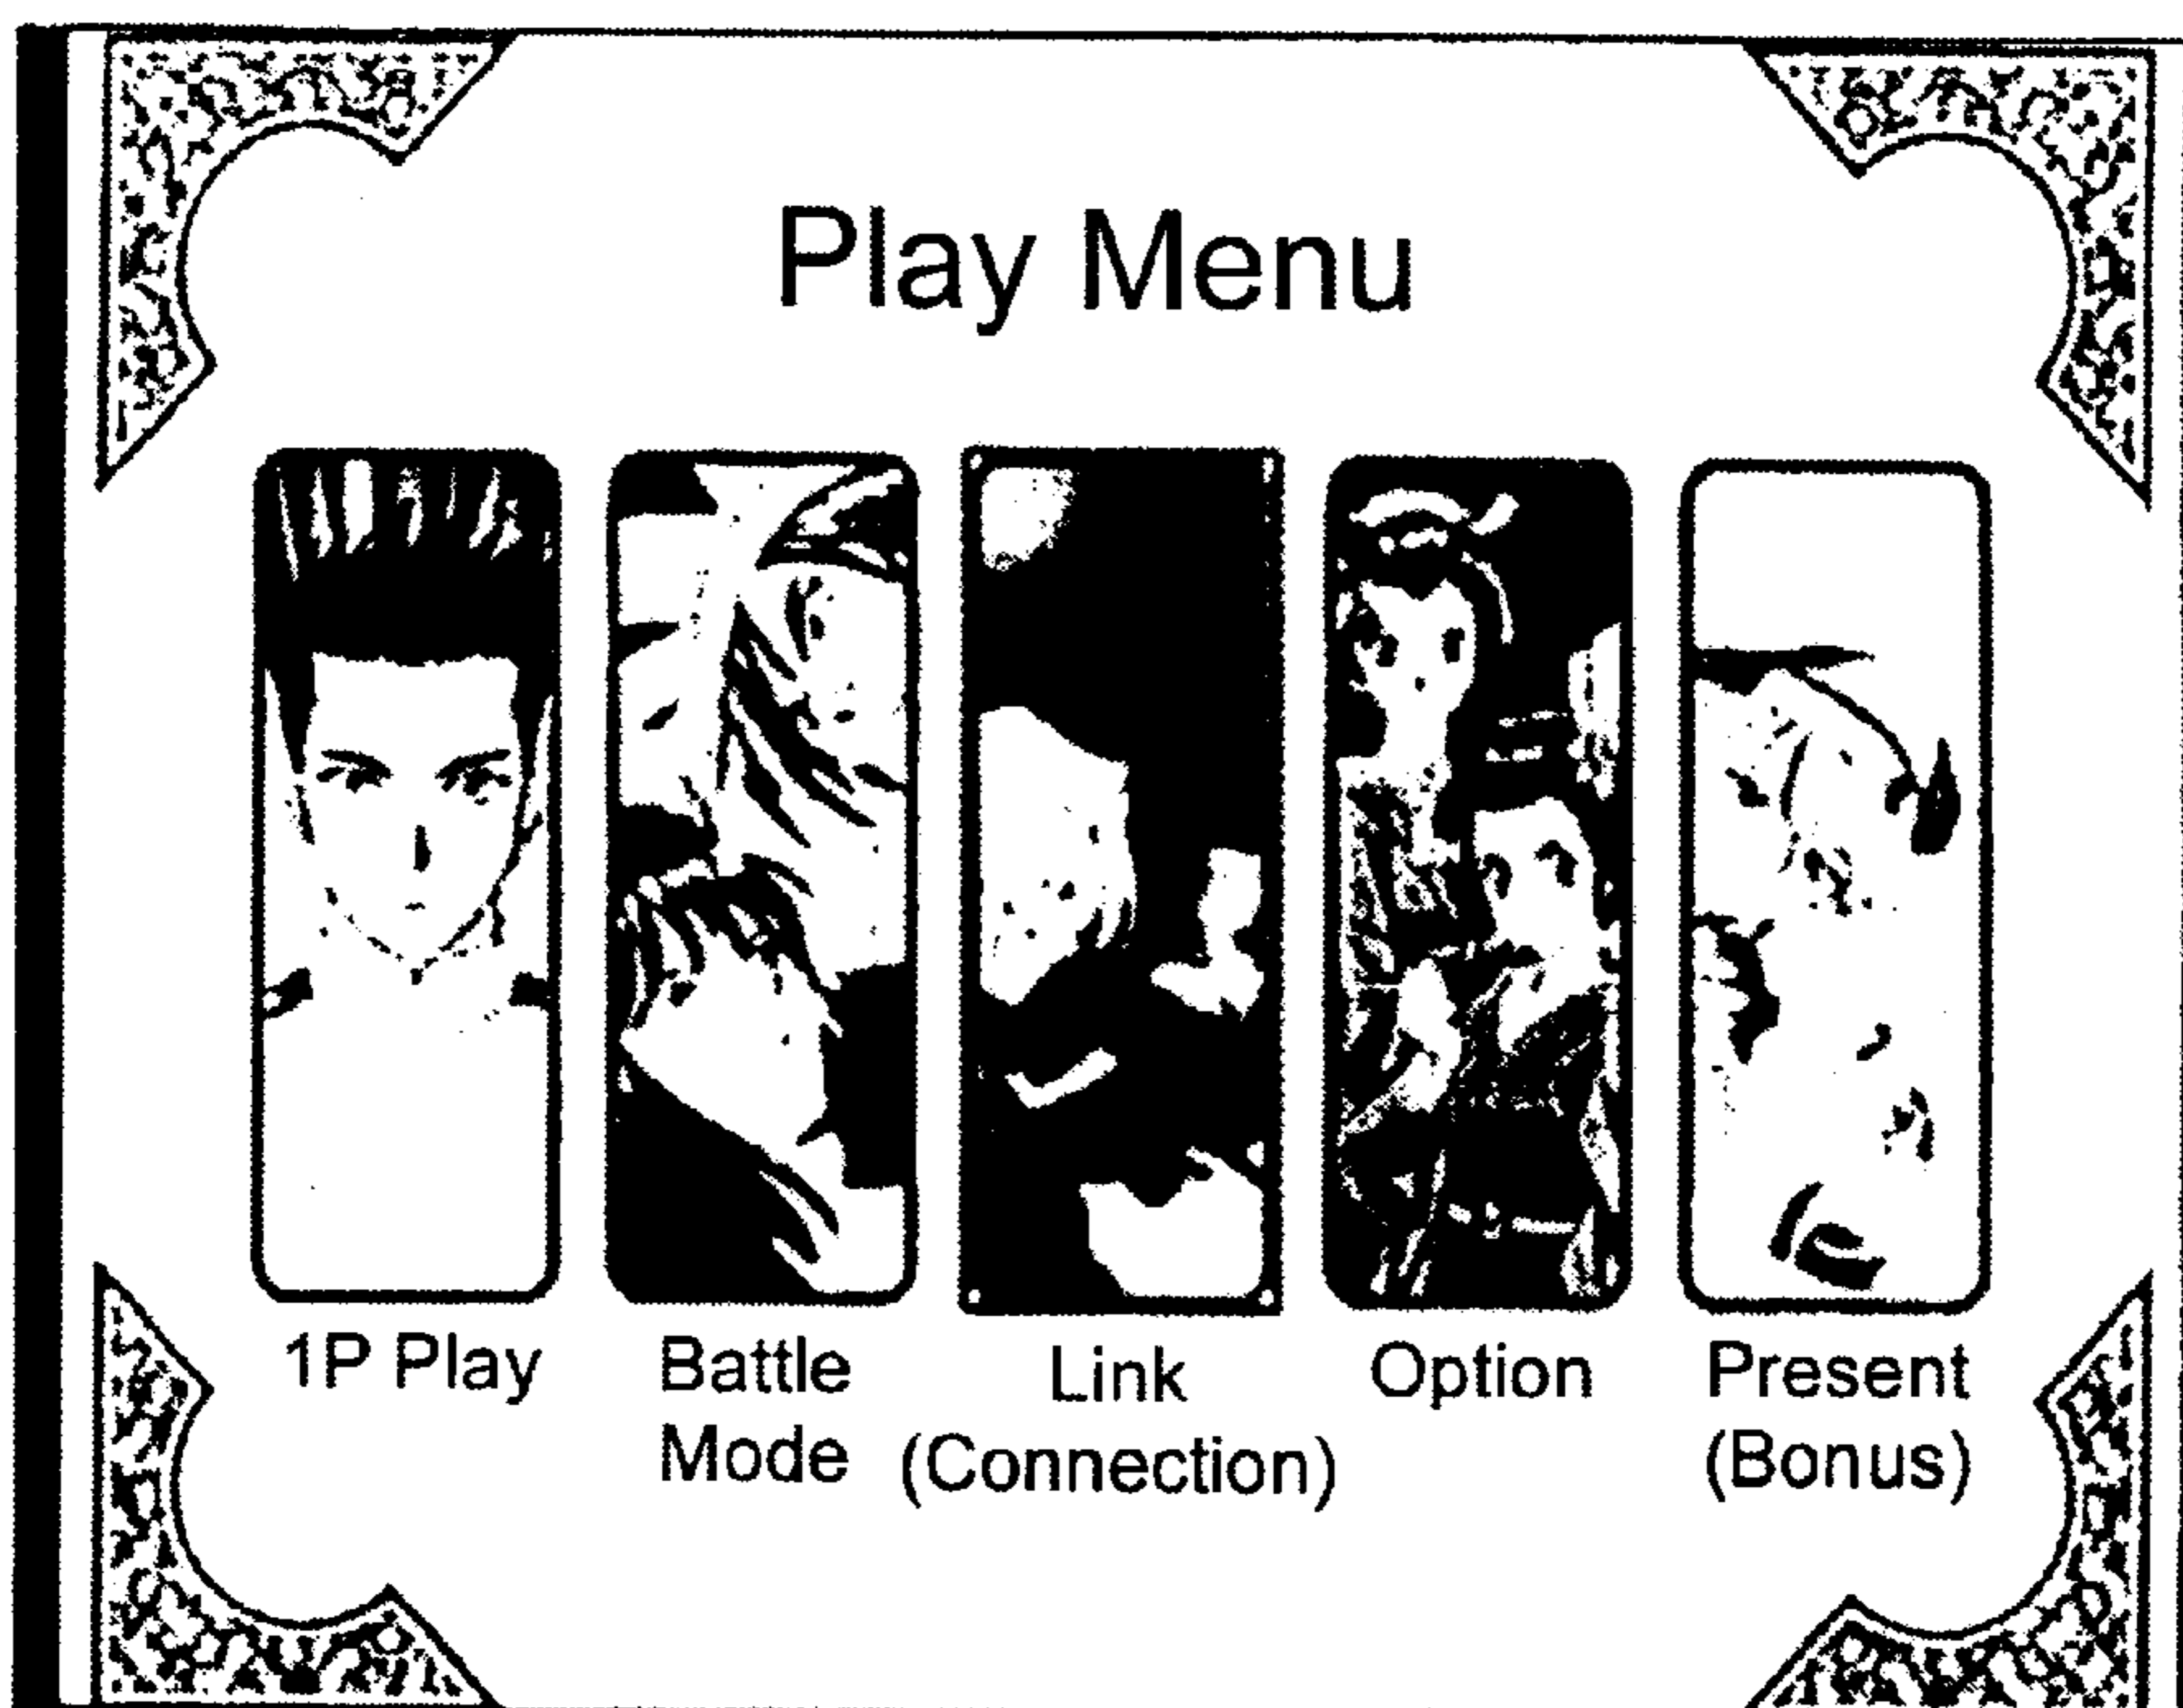 Play Menu
1P Play
Battle
Mode
Link
(Connection)
Option
Present
(Bonus)